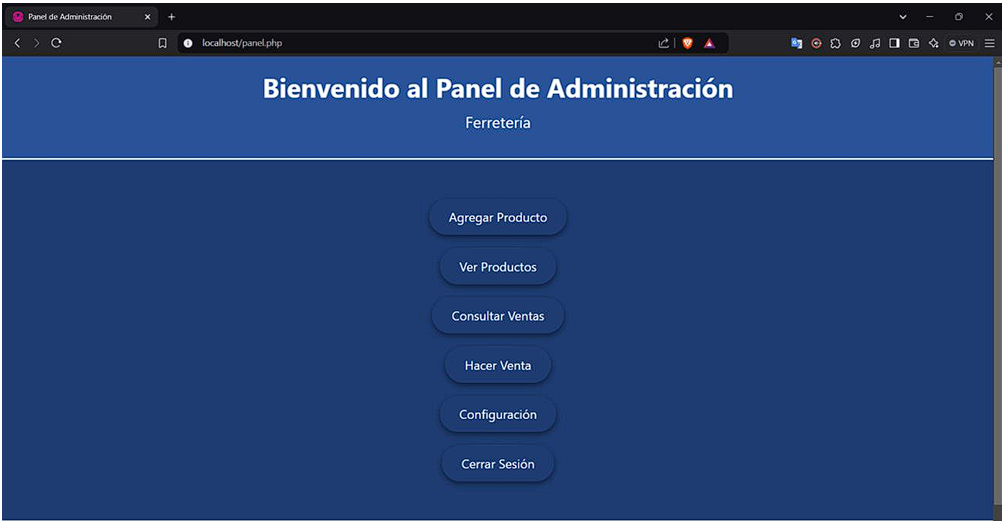 Panel de Administración
localhost/panel.php
VPN
Bienvenido al Panel de Administración
Ferretería
Agregar Producto
Ver Productos
Consultar Ventas
Hacer Venta
Configuración
Cerrar Sesión